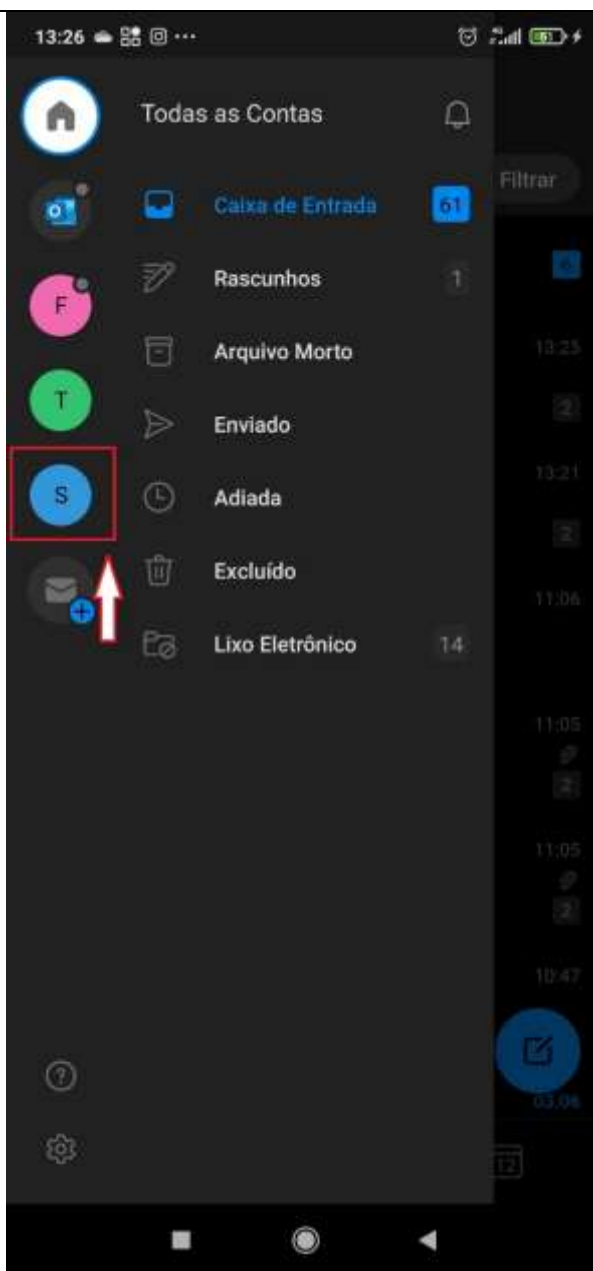 13:26
Todas as Contas
Filtrar
Caixa de Entrada 61
F
Rascunhos 1
Arquivo Morto
13:25
T
Enviado
2
S
Adiada
13:21
2
Excluído
11:06
Lixo Eletrônico 14
11:05
2
11:05
2
10:47
03.06
12